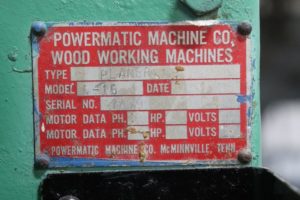 POWERMATIC MACHINE CO.
WOOD WORKING MACHINES
TYPE PLANER
MODEL DATE
SERIAL NO.
MOTOR DATA PH. HP. VOLTS
MOTOR DATA PH. HP. VOLTS
POWERMATIC MACHINE CO. McMINNVILLE, TENN.